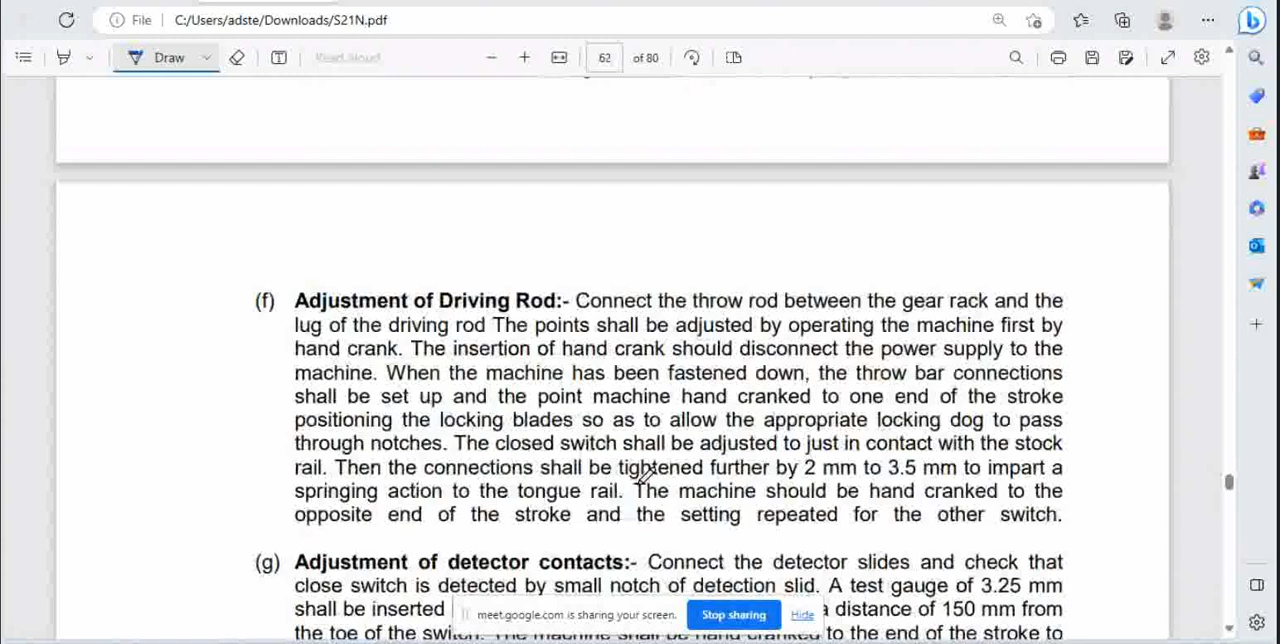 File C:/Users/adste/Downloads/S21N.pdf
Draw Read aloud 62 of 80
(f) Adjustment of Driving Rod:- Connect the throw rod between the gear rack and the
lug of the driving rod The points shall be adjusted by operating the machine first by
hand crank. The insertion of hand crank should disconnect the power supply to the
machine. When the machine has been fastened down, the throw bar connections
shall be set up and the point machine hand cranked to one end of the stroke
positioning the locking blades so as to allow the appropriate locking dog to pass
through notches. The closed switch shall be adjusted to just in contact with the stock
rail. Then the connections shall be tightened further by 2 mm to 3.5 mm to impart a
springing action to the tongue rail. The machine should be hand cranked to the
opposite end of the stroke and the setting repeated for the other switch.
(g) Adjustment of detector contacts:- Connect the detector slides and check that
close switch is detected by small notch of detection slid. A test gauge of 3.25 mm
shall be inserted a distance of 150 mm from
meet.google.com is sharing your screen. Stop sharing Hide
the toe of the switch. The machine shall be hand cranked to the end of the stroke to